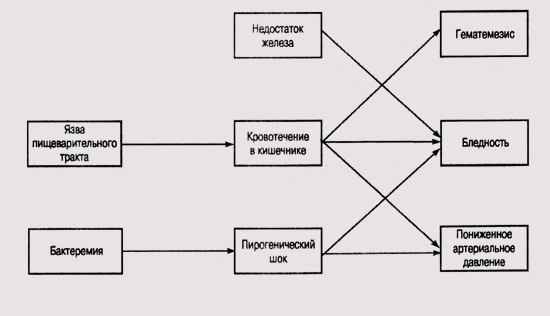 Недостаток
железа
Гематемезис
Язва
пищеварительного
тракта
Кровотечение
в кишечнике
Бледность
Бактеремия
Пирогенический
шок
Пониженное
артериальное
давление